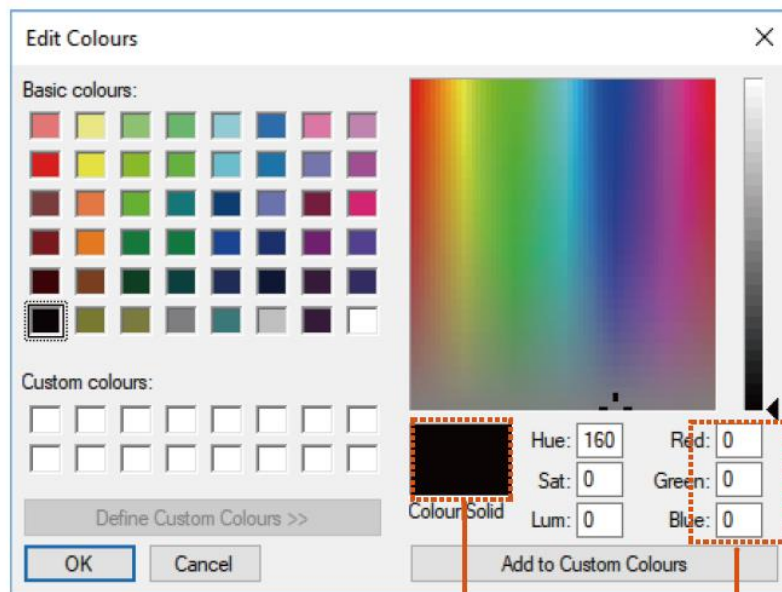 Edit Colours
Basic colours:
Custom colours:
Define Custom Colours >>
OK
Cancel
Hue: 160
Sat: 0
Lum: 0
Red: 0
Green: 0
Blue: 0
Colour|Solid
Add to Custom Colours